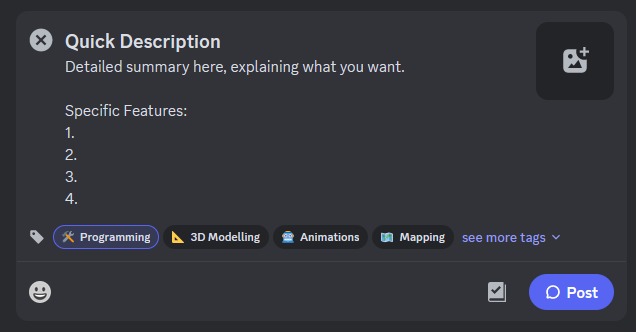 Quick Description
Detailed summary here, explaining what you want.
Specific Features:
1.
2.
3.
4.
Programming 3D Modelling Animations Mapping see more tags
Post